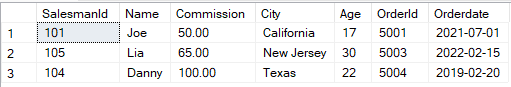 SalesmanId Name Commission City Age OrderId Orderdate
1 101 Joe 50.00 California 17 5001 2021-07-01
2 105 Lia 65.00 New Jersey 30 5003 2022-02-15
3 104 Danny 100.00 Texas 22 5004 2019-02-20